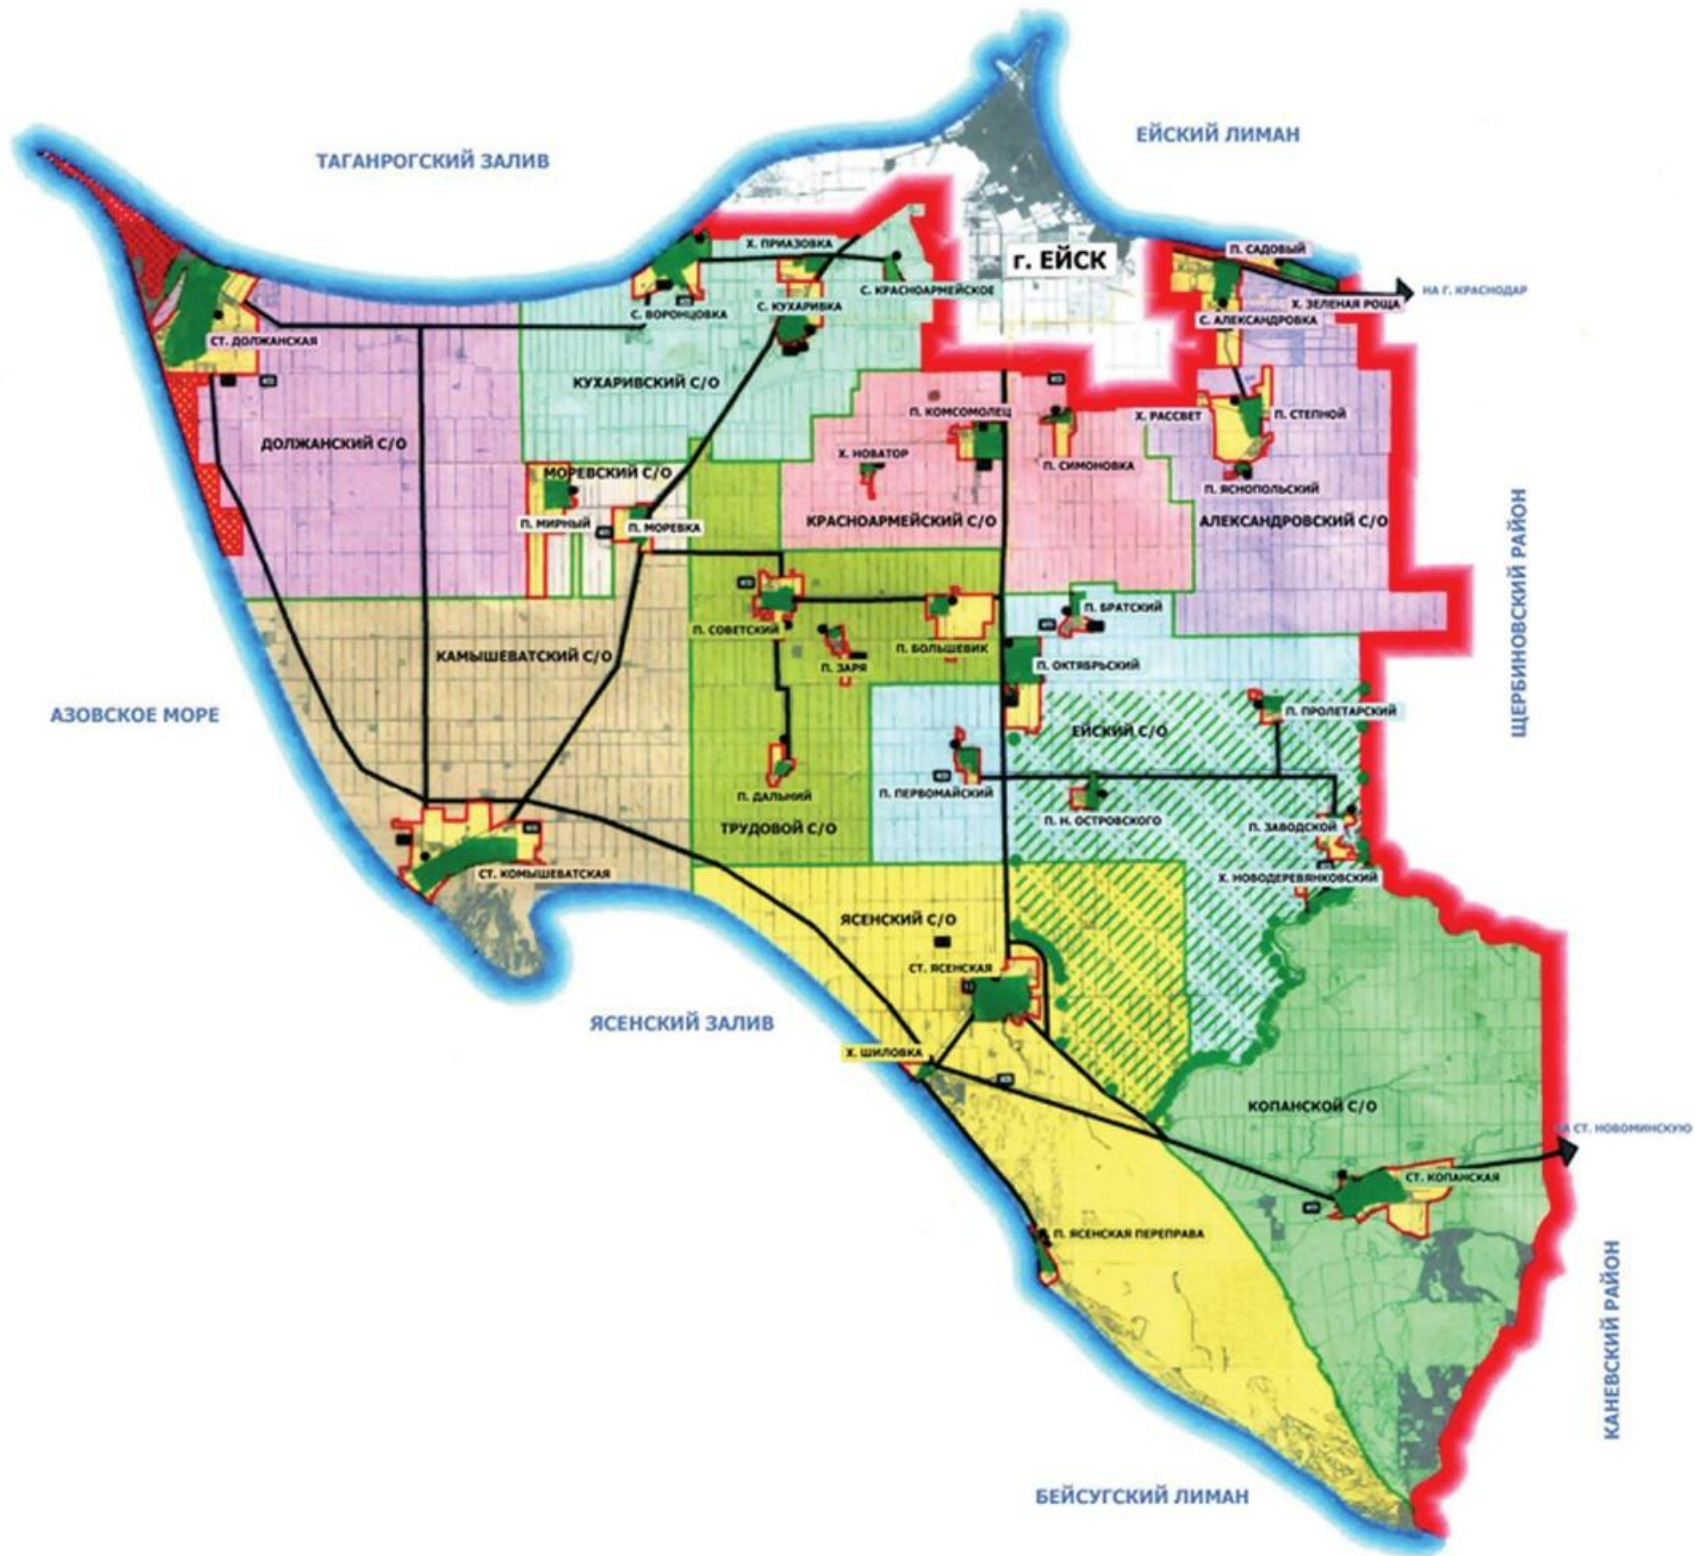 ЕЙСКИЙ ЛИМАН
ТАГАНРОГСКИЙ ЗАЛИВ
Х. ПРИАЗОВКА
г. ЕЙСК
П. САДОВЫЙ
С. КРАСНОАРМЕЙСКОЕ
НА Г. КРАСНОДАР
Х. ЗЕЛЕНАЯ РОЩА
С. КУХАРИВКА
С. ВОРОНЦОВКА
С. АЛЕКСАНДРОВКА
СТ. ДОЛЖАНСКАЯ
КУХАРИВСКИЙ С/О
П. КОМСОМОЛЕЦ
Х. РАССВЕТ
П. СТЕПНОЙ
ДОЛЖАНСКИЙ С/О
Х. НОВАТОР
П. СИМОНОВКА
МОРЕВСКИЙ С/О
П. ЯСНОПОЛЬСКИЙ
П. МИРНЫЙ
П. МОРЕВКА
КРАСНОАРМЕЙСКИЙ С/О
АЛЕКСАНДРОВСКИЙ С/О
ЩЕРБИНОВСКИЙ РАЙОН
П. БРАТСКИЙ
П. СОВЕТСКИЙ
П. БОЛЬШЕВИК
КАМЫШЕВАТСКИЙ С/О
П. ЗАРЯ
П. ОКТЯБРЬСКИЙ
АЗОВСКОЕ МОРЕ
П. ПРОЛЕТАРСКИЙ
ЕЙСКИЙ С/О
П. ДАЛЬНИЙ
П. ПЕРВОМАЙСКИЙ
П. Н. ОСТРОВСКОГО
П. ЗАВОДСКОЙ
ТРУДОВОЙ С/О
СТ. КОМЫШЕВАТСКАЯ
Х. НОВОДЕРЕВЯНКОВСКИЙ
ЯСЕНСКИЙ С/О
СТ. ЯСЕНСКАЯ
ЯСЕНСКИЙ ЗАЛИВ
Х. ШИЛОВКА
КОПАНСКОЙ С/О
НА СТ. НОВОМИНСКУЮ
СТ. КОПАНСКАЯ
П. ЯСЕНСКАЯ ПЕРЕПРАВА
КАНЕВСКИЙ РАЙОН
БЕЙСУГСКИЙ ЛИМАН